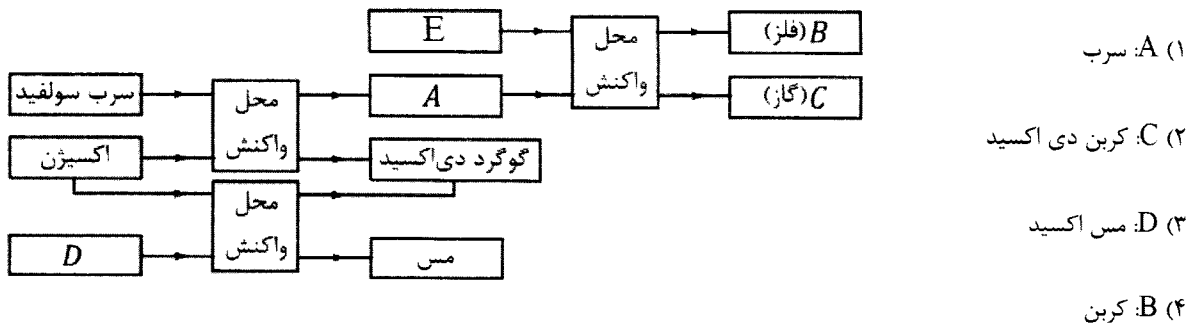 E
محل
واکنش
B(فلز)
C(گاز)
سرب سولفید
اکسیژن
محل
واکنش
A
گوگرد دی‌اکسید
D
محل
واکنش
مس
۱) A: سرب
۲) C: کربن دی اکسید
۳) D: مس اکسید
۴) B: کربن